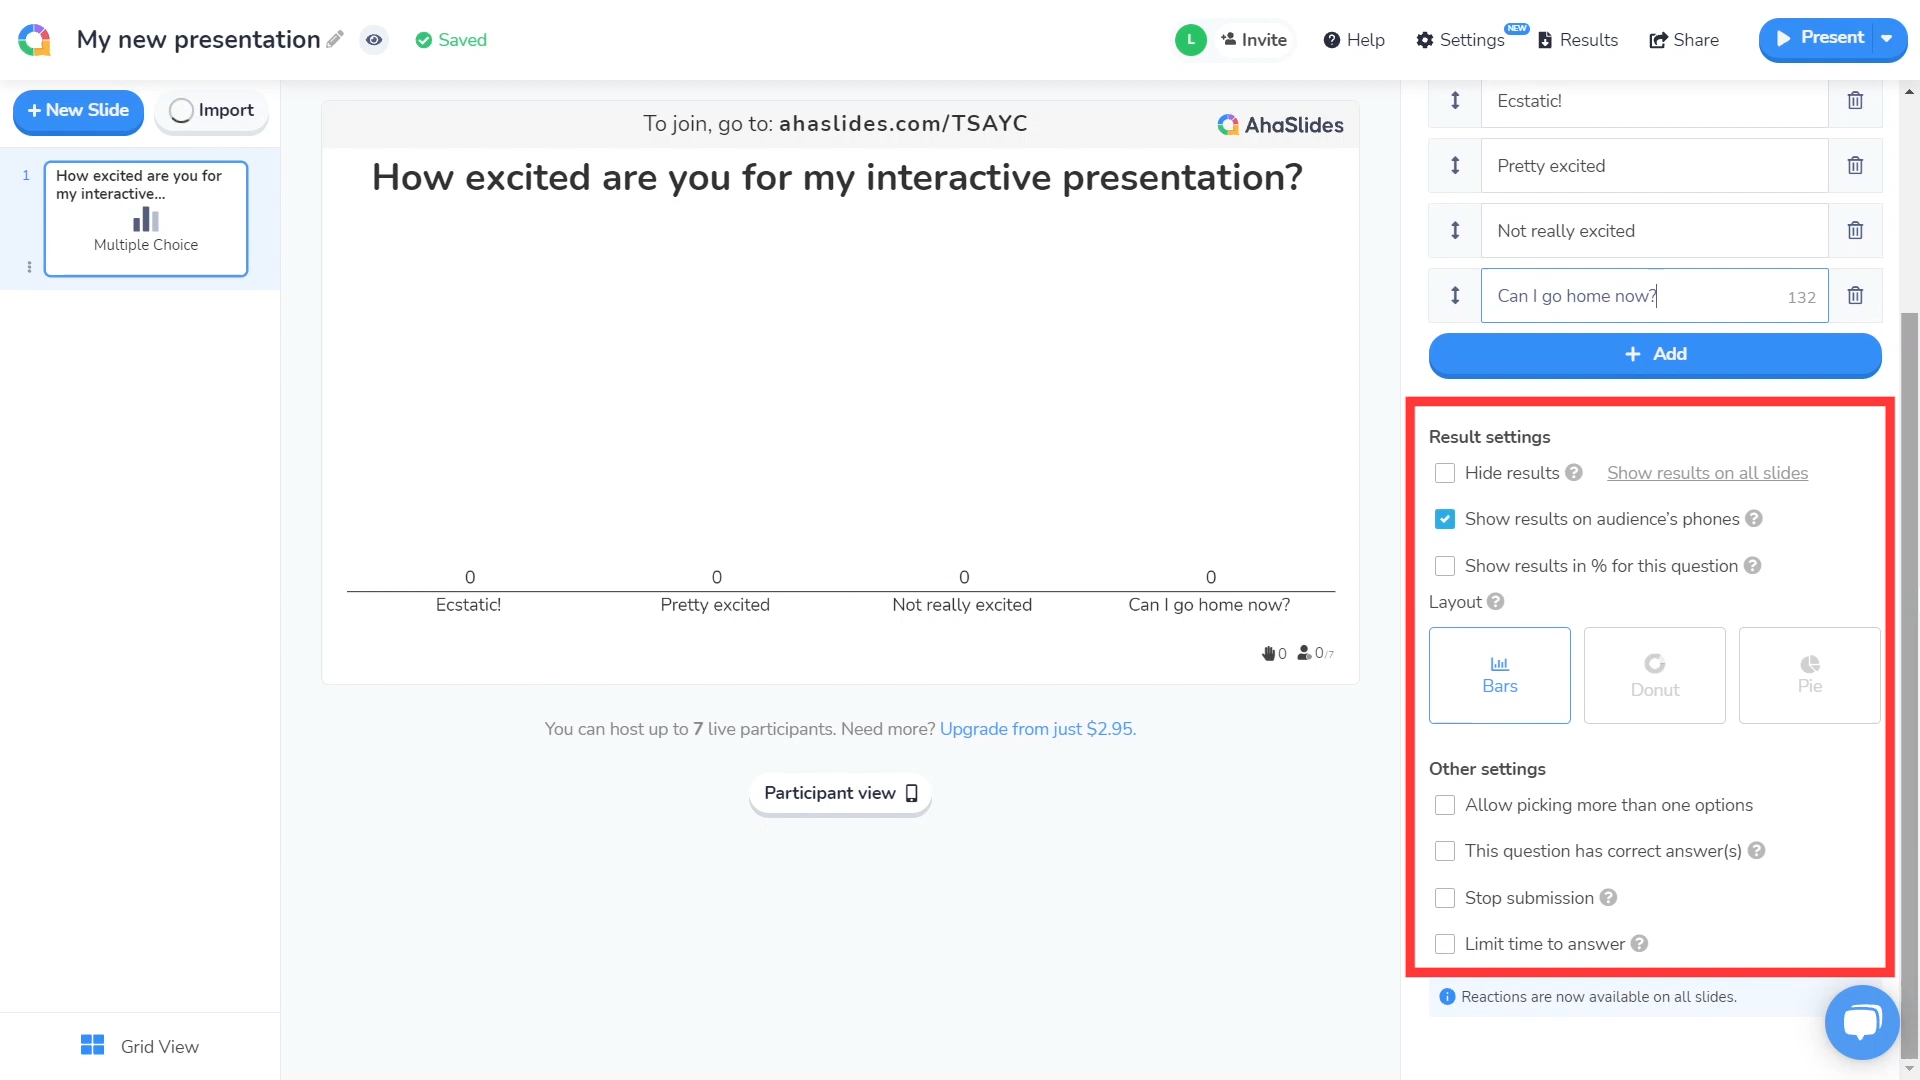 My new presentation
Saved
L
Invite
Help
Settings
NEW
Results
Share
Present
+ New Slide
Import
1
How excited are you for
my interactive...
Multiple Choice
Grid View
To join, go to: ahaslides.com/TSAYC
AhaSlides
How excited are you for my interactive presentation?
0 0 0 0
Ecstatic! Pretty excited Not really excited Can I go home now?
0 0/7
You can host up to 7 live participants. Need more? Upgrade from just $2.95.
Participant view
Ecstatic!
Pretty excited
Not really excited
Can I go home now? 132
+ Add
Result settings
Hide results ? Show results on all slides
Show results on audience's phones ?
Show results in % for this question ?
Layout ?
Bars Donut Pie
Other settings
Allow picking more than one options
This question has correct answer(s) ?
Stop submission ?
Limit time to answer ?
Reactions are now available on all slides.